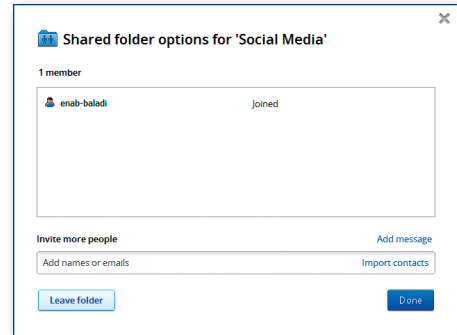 Shared folder options for 'Social Media'
1 member
enab-baladi Joined
Invite more people Add message
Add names or emails Import contacts
Leave folder Done